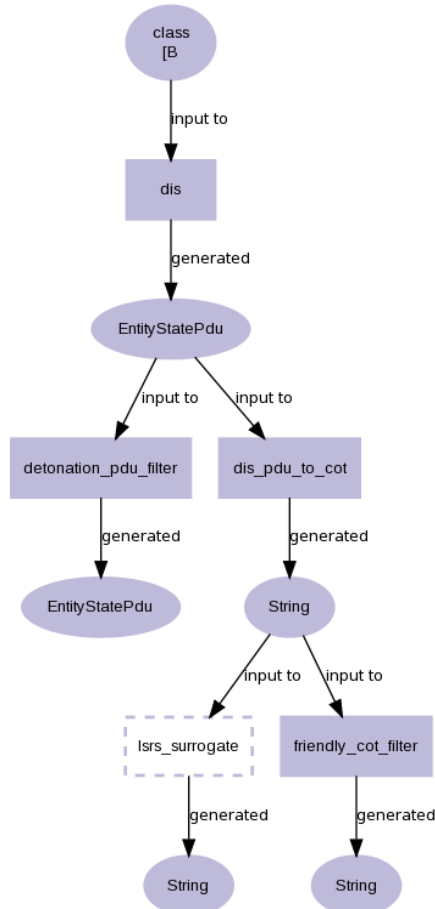 class
[B
input to
dis
generated
EntityStatePdu
input to
input to
detonation_pdu_filter
dis_pdu_to_cot
generated
generated
EntityStatePdu
String
input to
input to
lsrs_surrogate
friendly_cot_filter
generated
generated
String
String